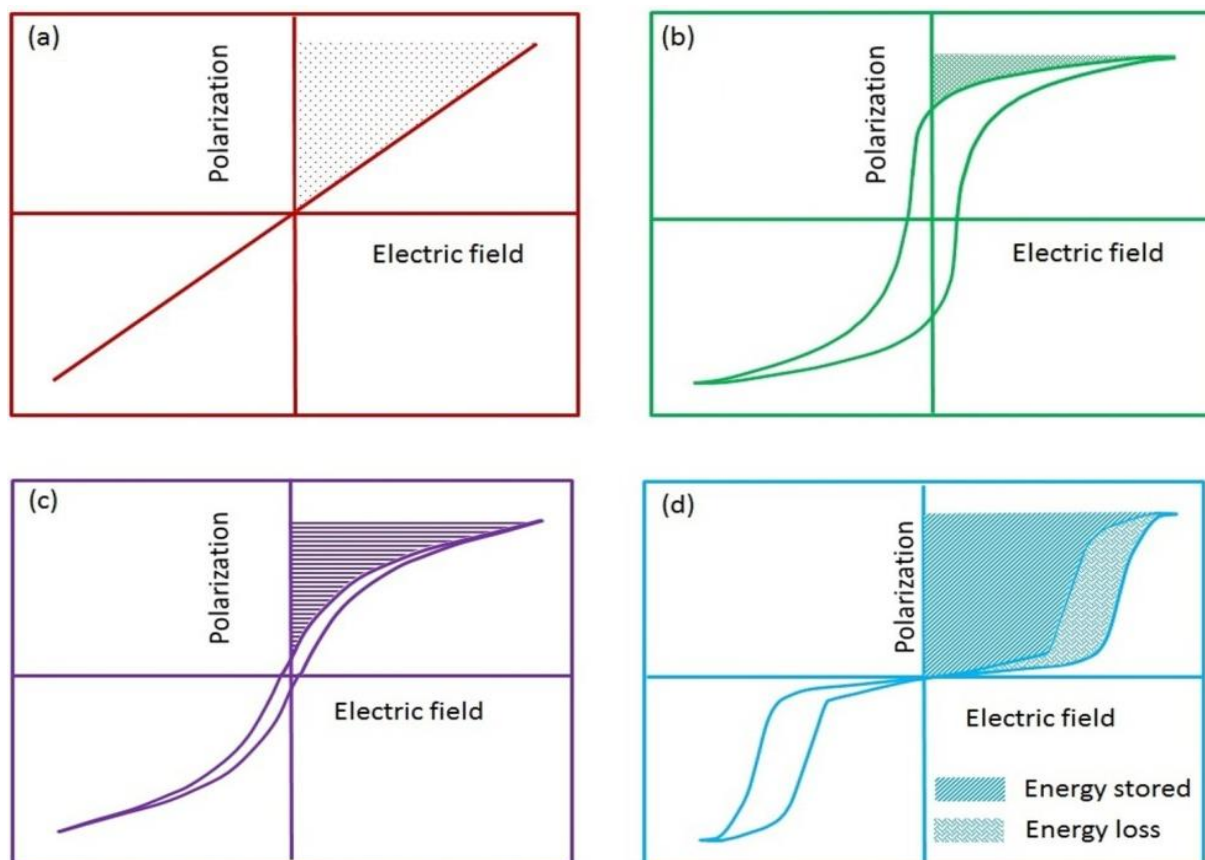 (a)
Polarization
Electric field
(b)
Polarization
Electric field
(c)
Polarization
Electric field
(d)
Polarization
Electric field
Energy stored
Energy loss